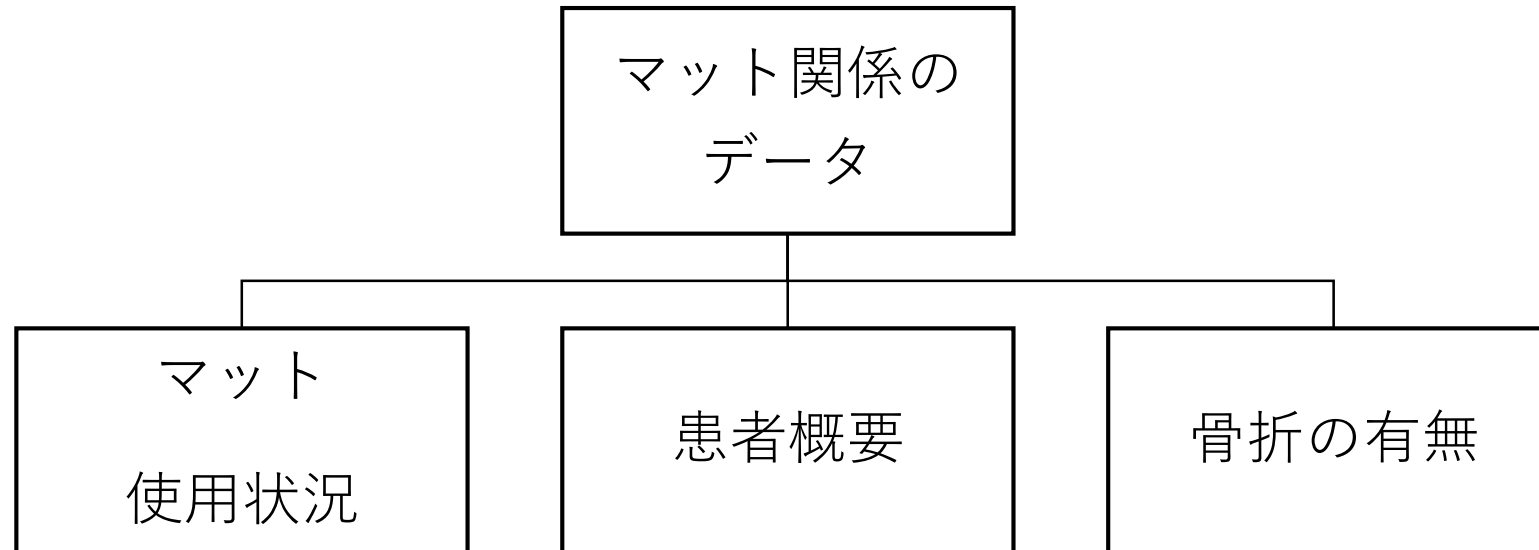 マット関係の
データ
マット
使用状況
患者概要
骨折の有無